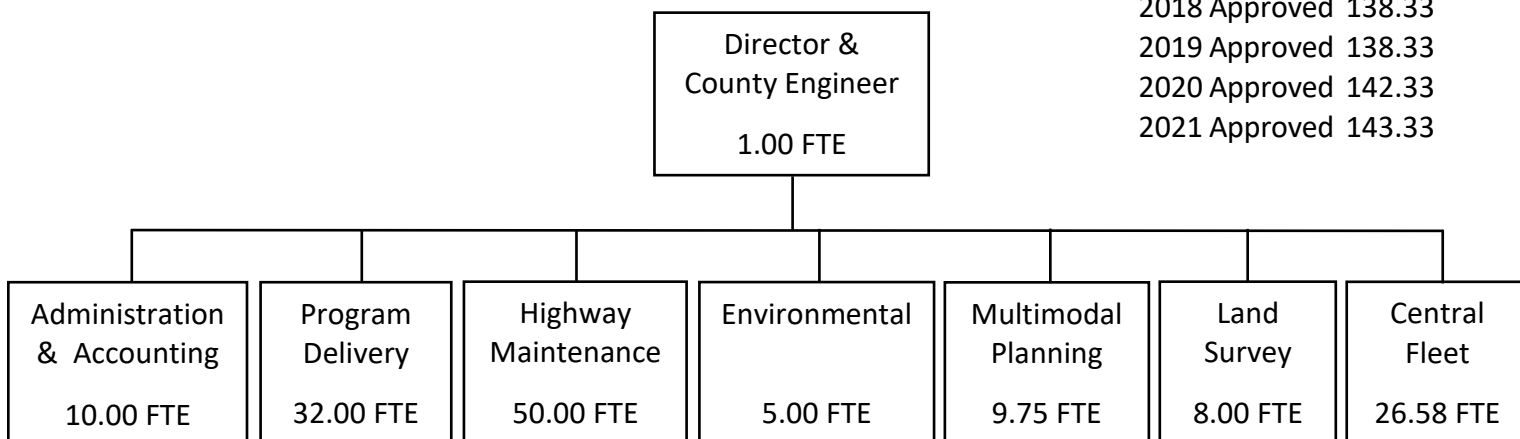 2018 Approved 138.33
2019 Approved 138.33
2020 Approved 142.33
2021 Approved 143.33
Director &
County Engineer
1.00 FTE
Administration
& Accounting
10.00 FTE
Program
Delivery
32.00 FTE
Highway
Maintenance
50.00 FTE
Environmental
5.00 FTE
Multimodal
Planning
9.75 FTE
Land
Survey
8.00 FTE
Central
Fleet
26.58 FTE